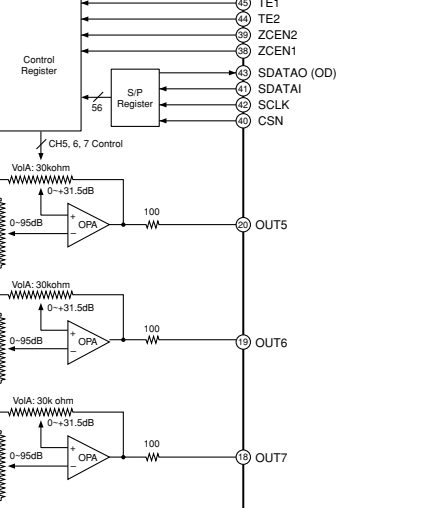 45 TE1
44 TE2
39 ZCEN2
38 ZCEN1
Control
Register
43 SDATAO (OD)
S/P
Register
41 SDATAI
56
42 SCLK
40 CSN
CH5, 6, 7 Control
VolA: 30kohm
0~+31.5dB
0~95dB
+
OPA
−
100
20 OUT5
VolA: 30kohm
0~+31.5dB
0~95dB
+
OPA
−
100
19 OUT6
VolA: 30k ohm
0~+31.5dB
0~95dB
+
OPA
−
100
18 OUT7